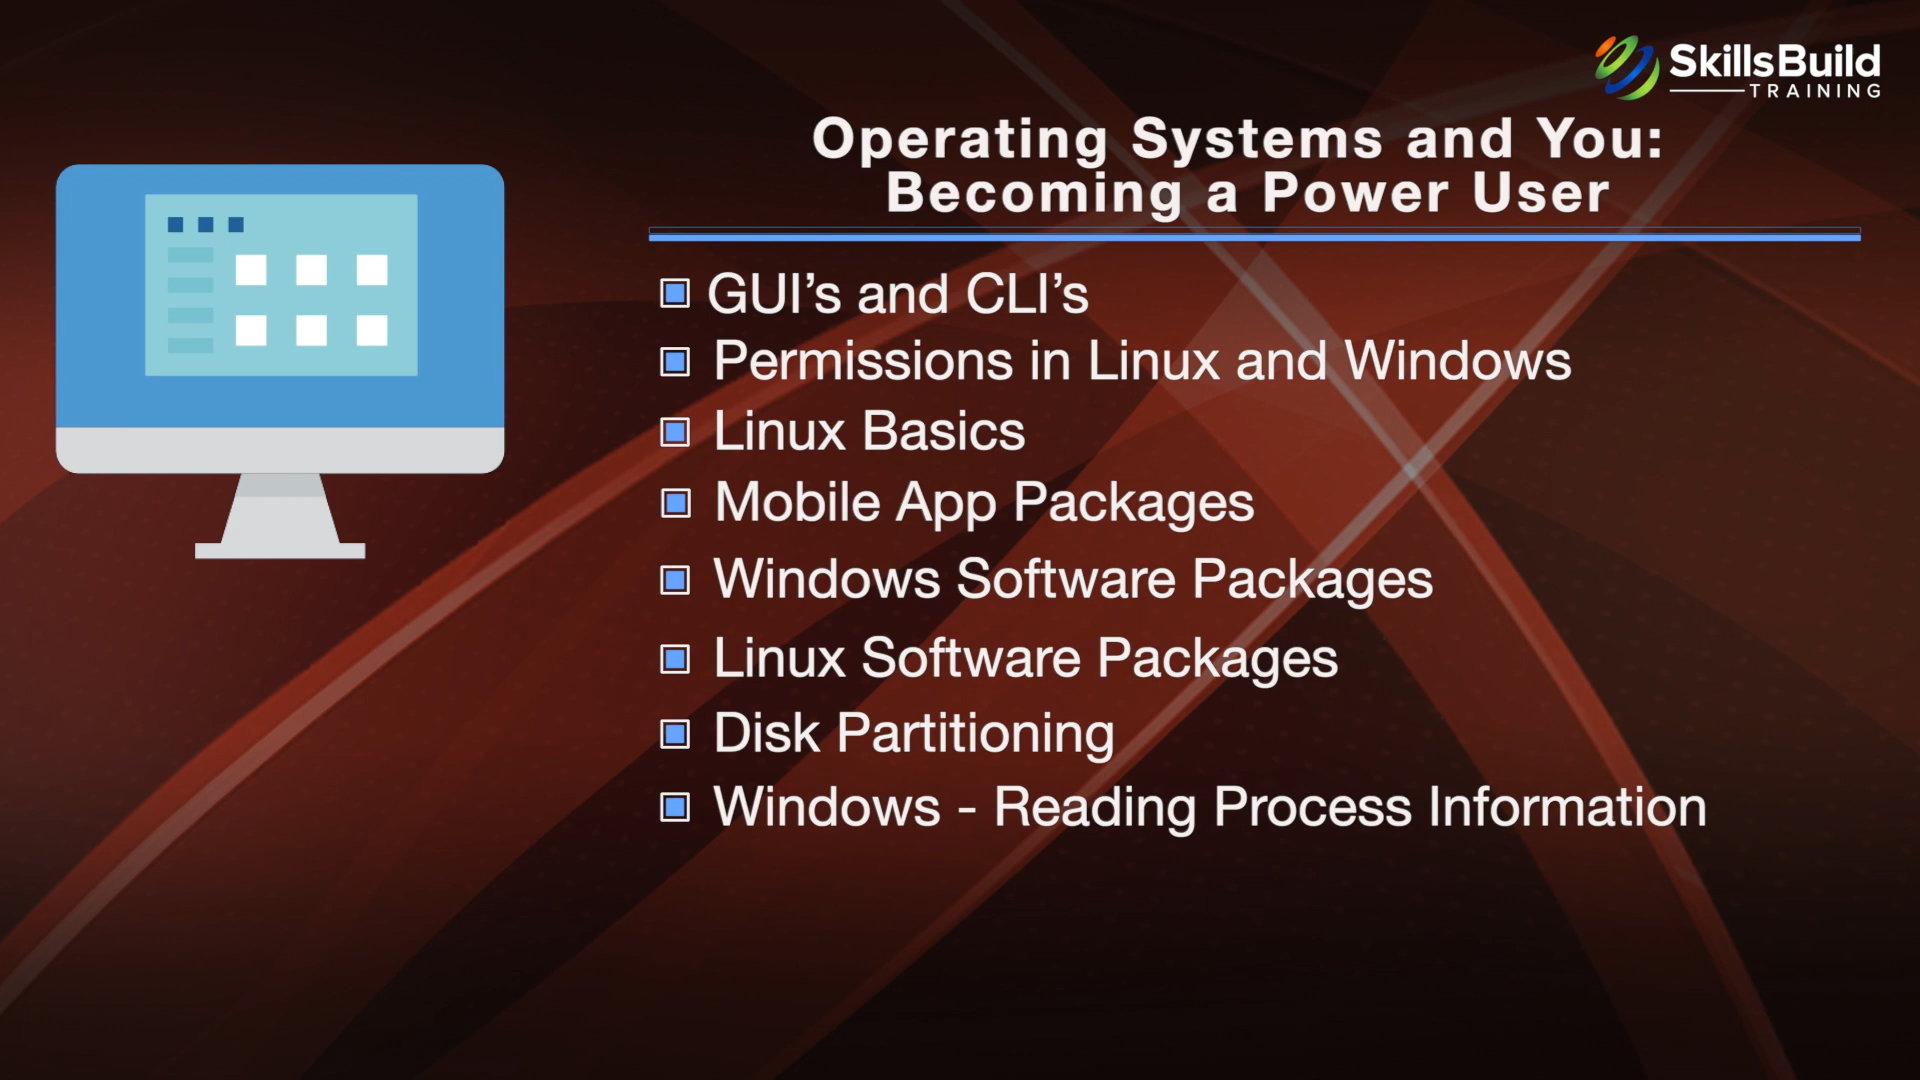 SkillsBuild
TRAINING
Operating Systems and You:
Becoming a Power User
GUI’s and CLI’s
Permissions in Linux and Windows
Linux Basics
Mobile App Packages
Windows Software Packages
Linux Software Packages
Disk Partitioning
Windows - Reading Process Information